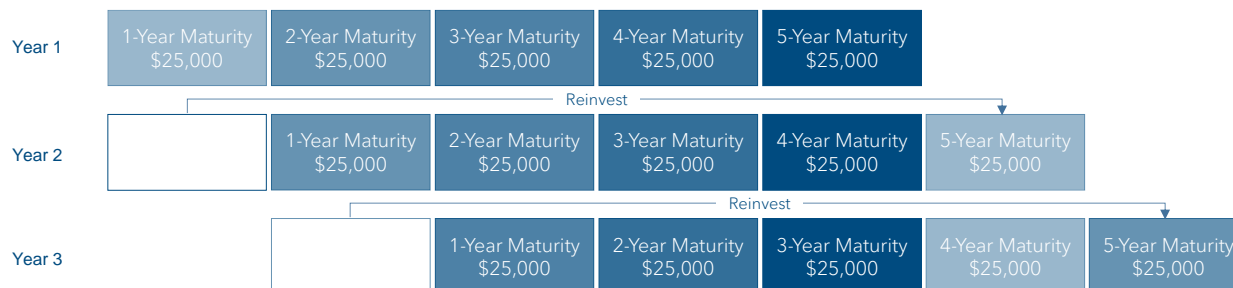 Year 1
1-Year Maturity
$25,000
2-Year Maturity
$25,000
3-Year Maturity
$25,000
4-Year Maturity
$25,000
5-Year Maturity
$25,000
Reinvest
Year 2
1-Year Maturity
$25,000
2-Year Maturity
$25,000
3-Year Maturity
$25,000
4-Year Maturity
$25,000
5-Year Maturity
$25,000
Reinvest
Year 3
1-Year Maturity
$25,000
2-Year Maturity
$25,000
3-Year Maturity
$25,000
4-Year Maturity
$25,000
5-Year Maturity
$25,000